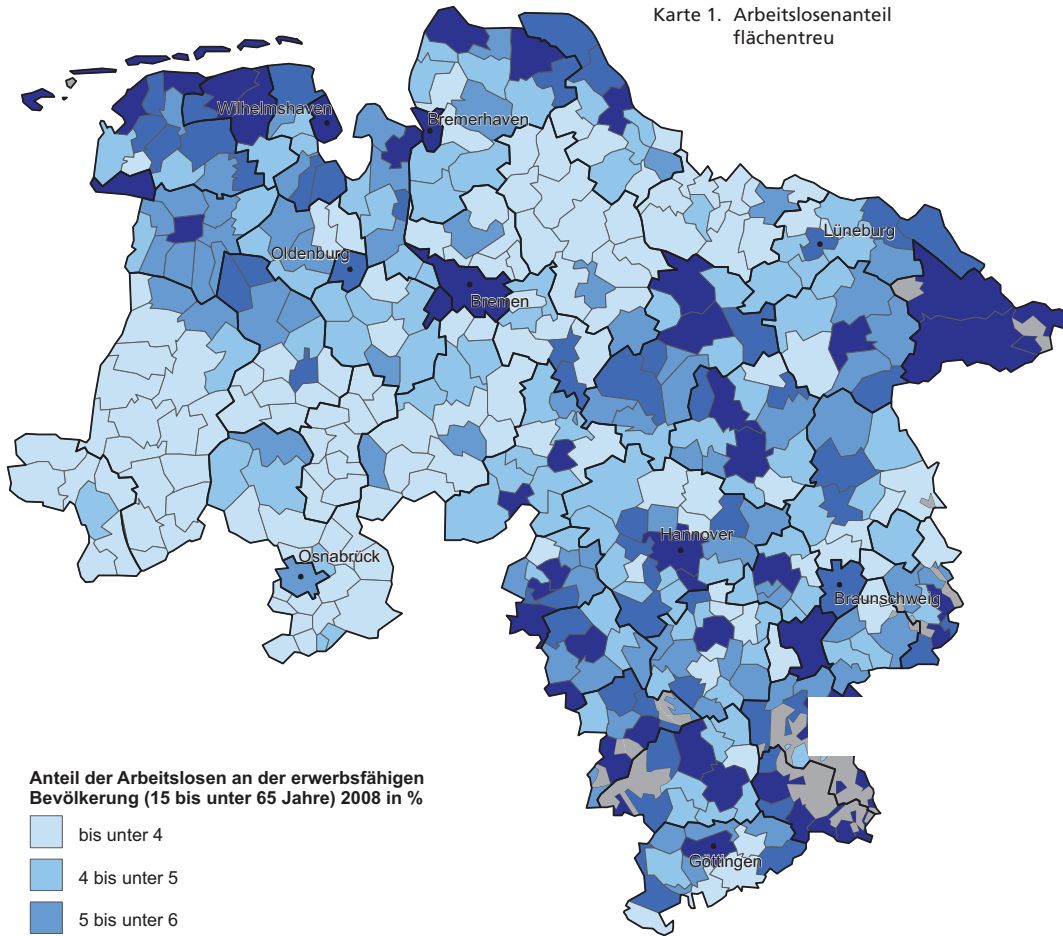 Karte 1. Arbeitslosenanteil
flächentreu
Wilhelmshaven
Bremerhaven
Lüneburg
Oldenburg
Bremen
Hannover
Osnabrück
Braunschweig
Göttingen
Anteil der Arbeitslosen an der erwerbsfähigen
Bevölkerung (15 bis unter 65 Jahre) 2008 in %
bis unter 4
4 bis unter 5
5 bis unter 6